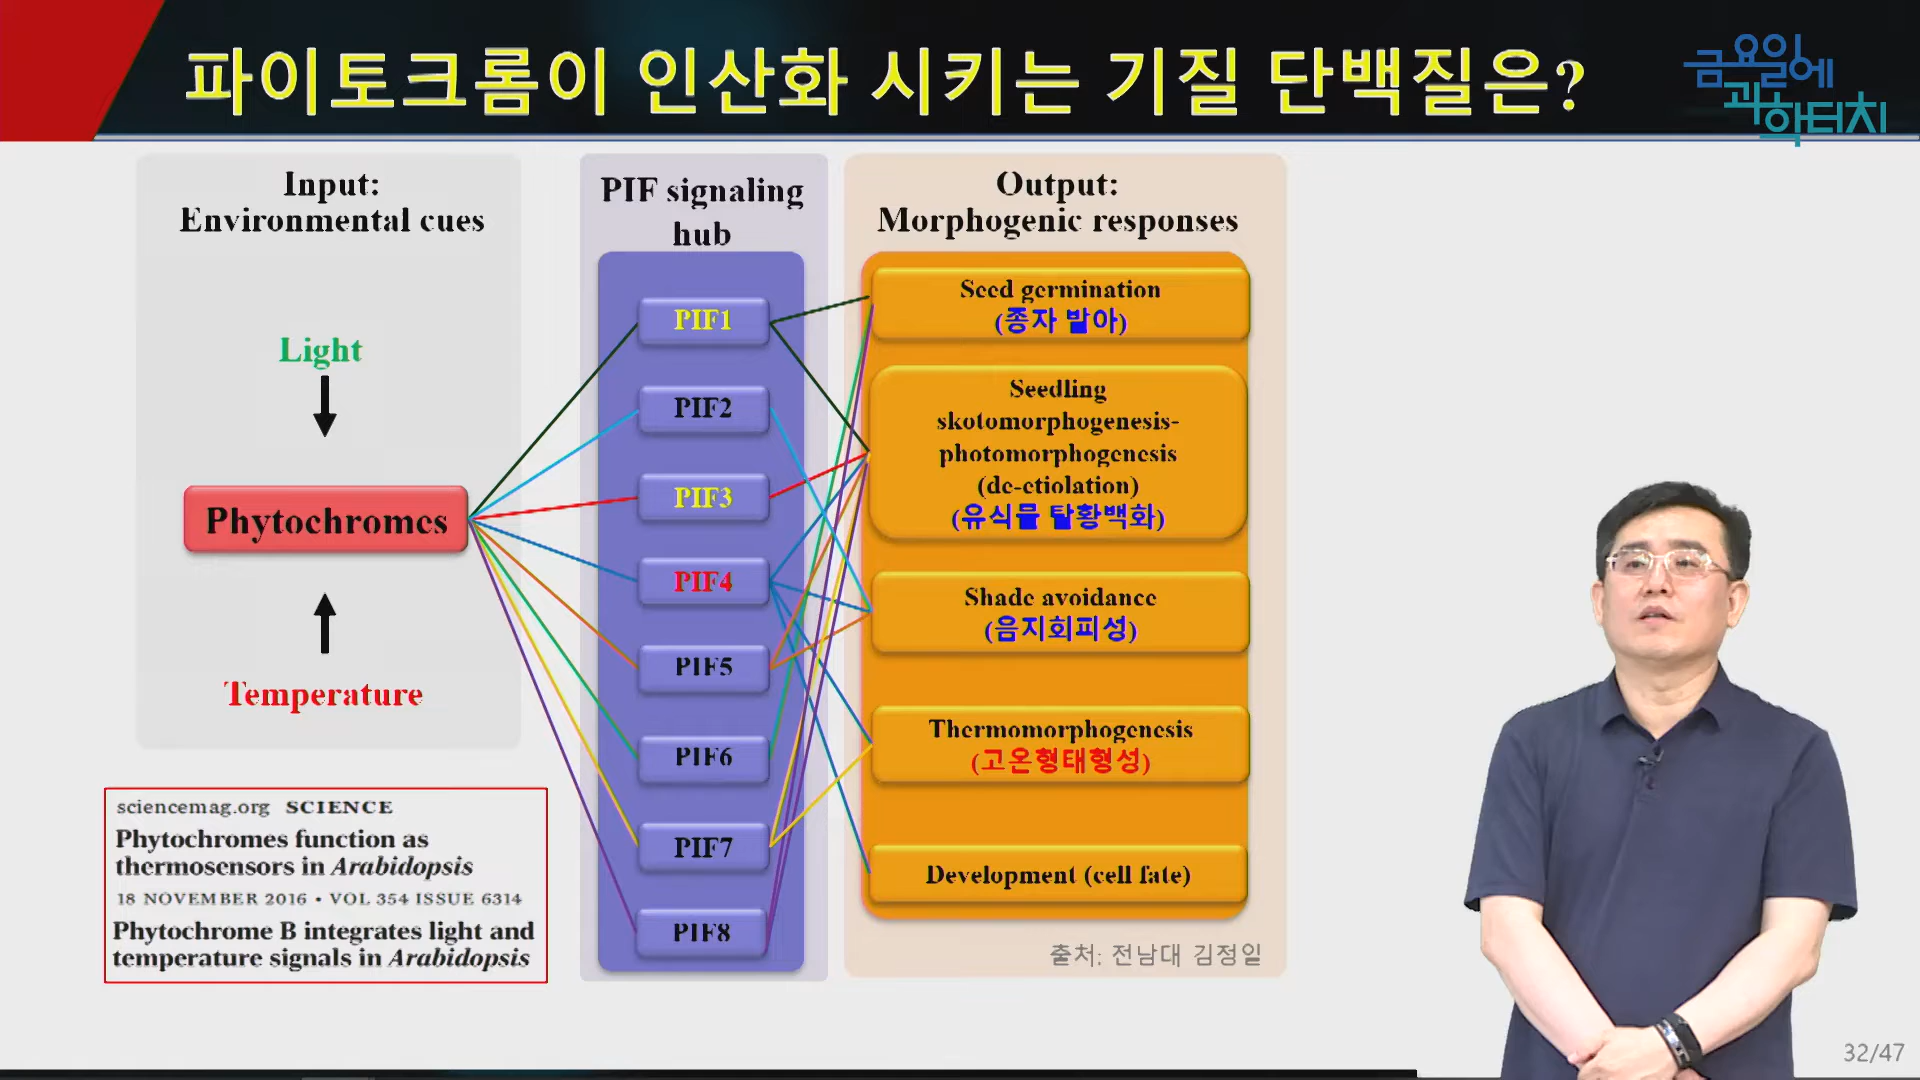 파이토크롬이 인산화 시키는 기질 단백질은?
금요일에
과학터치
Input:
Environmental cues
Light
Phytochromes
Temperature
sciencemag.org SCIENCE
Phytochromes function as
thermosensors in Arabidopsis
18 NOVEMBER 2016 • VOL 354 ISSUE 6314
Phytochrome B integrates light and
temperature signals in Arabidopsis
PIF signaling
hub
PIF1
PIF2
PIF3
PIF4
PIF5
PIF6
PIF7
PIF8
Output:
Morphogenic responses
Seed germination
(종자 발아)
Seedling
skotomorphogenesis-
photomorphogenesis
(de-etiolation)
(유식물 탈황백화)
Shade avoidance
(음지회피성)
Thermomorphogenesis
(고온형태형성)
Development (cell fate)
출처: 전남대 김정일
32/47